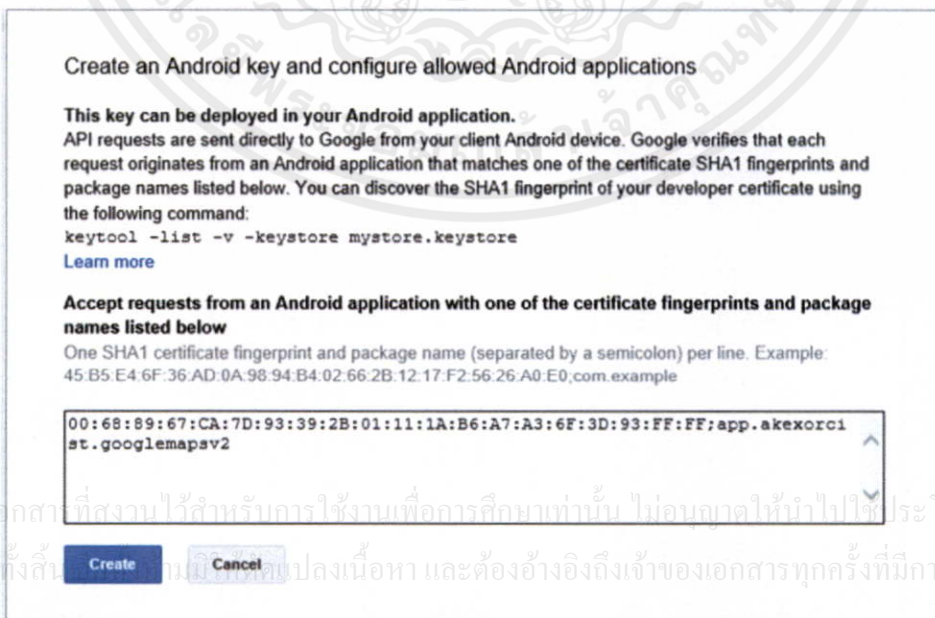 Create an Android key and configure allowed Android applications
This key can be deployed in your Android application.
API requests are sent directly to Google from your client Android device. Google verifies that each
request originates from an Android application that matches one of the certificate SHA1 fingerprints and
package names listed below. You can discover the SHA1 fingerprint of your developer certificate using
the following command:
keytool -list -v -keystore mystore.keystore
Learn more
Accept requests from an Android application with one of the certificate fingerprints and package
names listed below
One SHA1 certificate fingerprint and package name (separated by a semicolon) per line. Example:
45:B5:E4:6F:36:AD:0A:98:94:B4:02:66:2B:12:17:F2:56:26:A0:E0;com.example
00:68:89:67:CA:7D:93:39:2B:01:11:1A:B6:A7:A3:6F:3D:93:FF:FF;app.akexorci
st.googlemapsv2
ที่สงวนไว้สำหรับการใช้งานเพื่อการศึกษาเท่านั้น ไม่อนุญาตให้นำไปใช้
Create Cancel
ปลงเนื้อหา และต้องอ้างอิงถึงเจ้าของเอกสารทุกครั้งที่มีกา